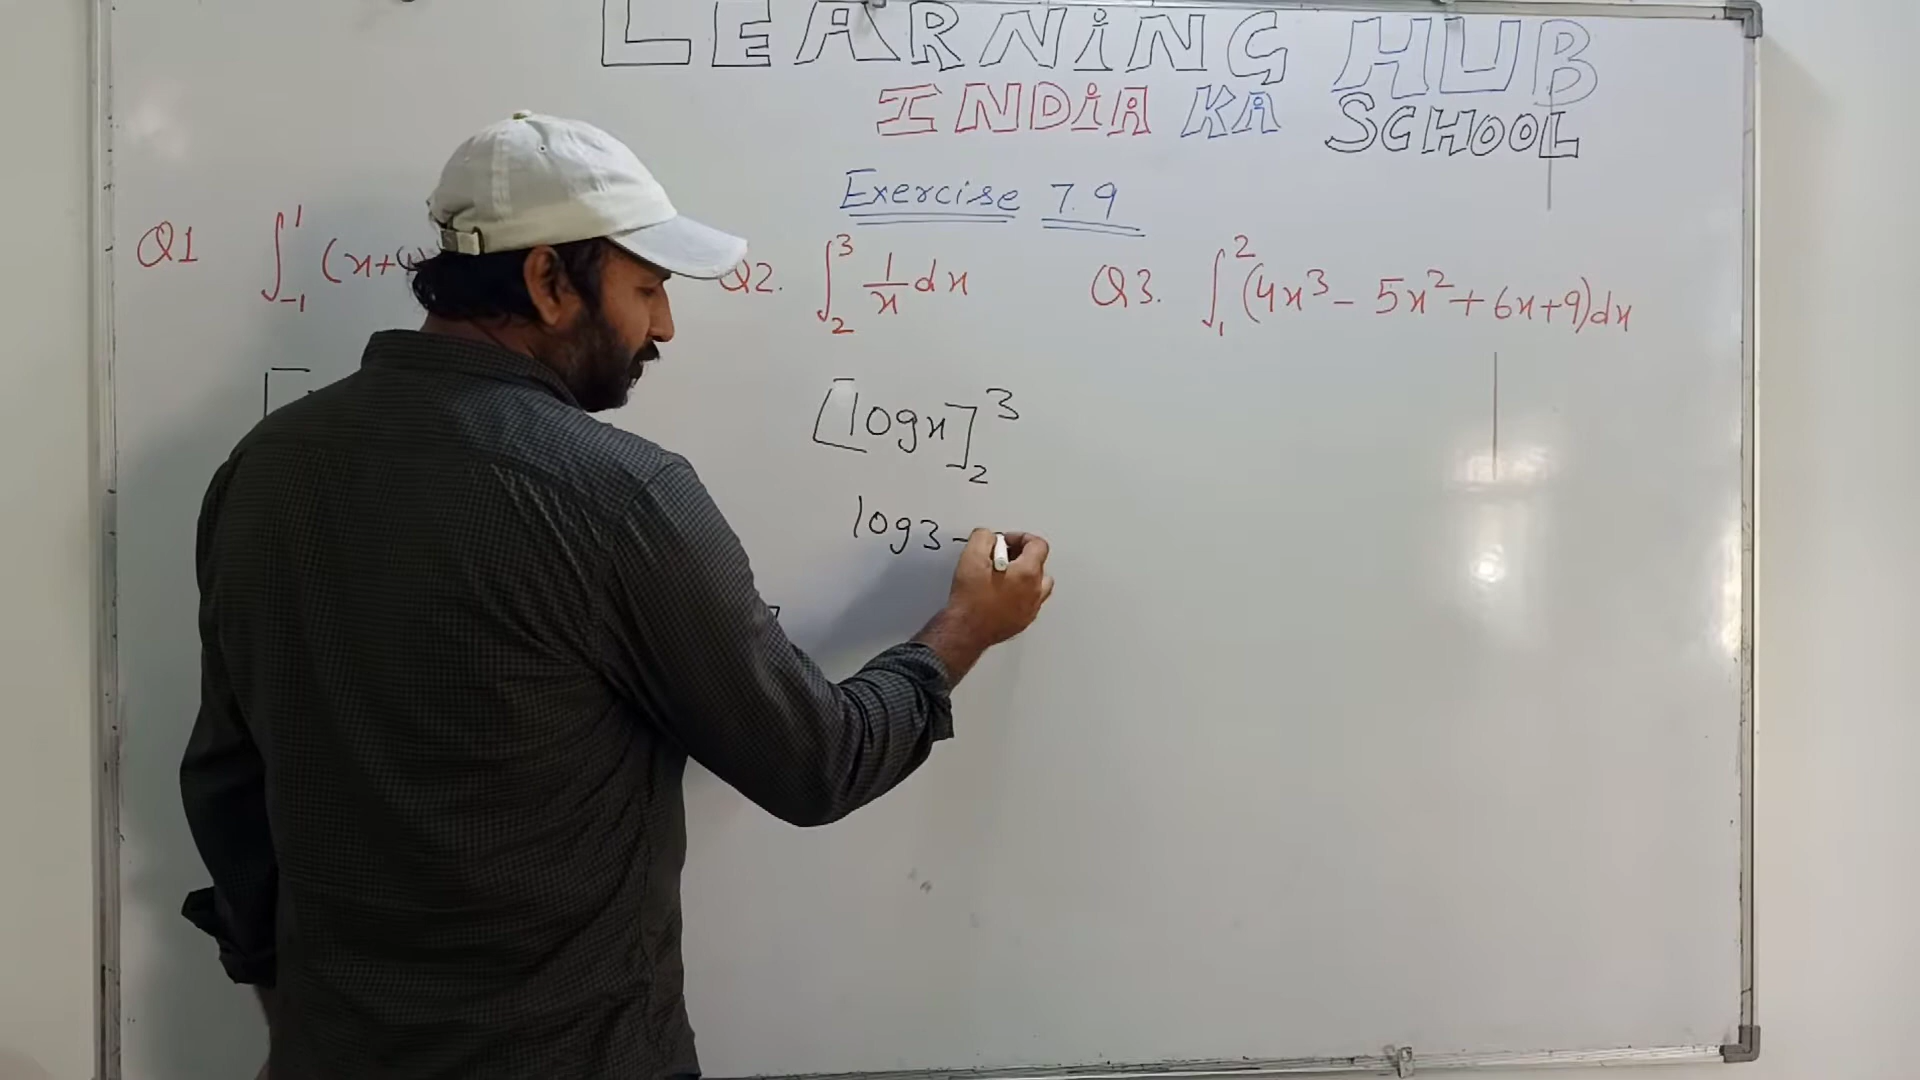 LEARNING HUB
INDIA KA SCHOOL
Exercise 7.9
Q1 ∫₋₁¹ (x+
Q2. ∫₂³ 1/x dx
Q3. ∫₁² (4x³ - 5x² + 6x + 9)dx
[log x]₂³
log 3 -